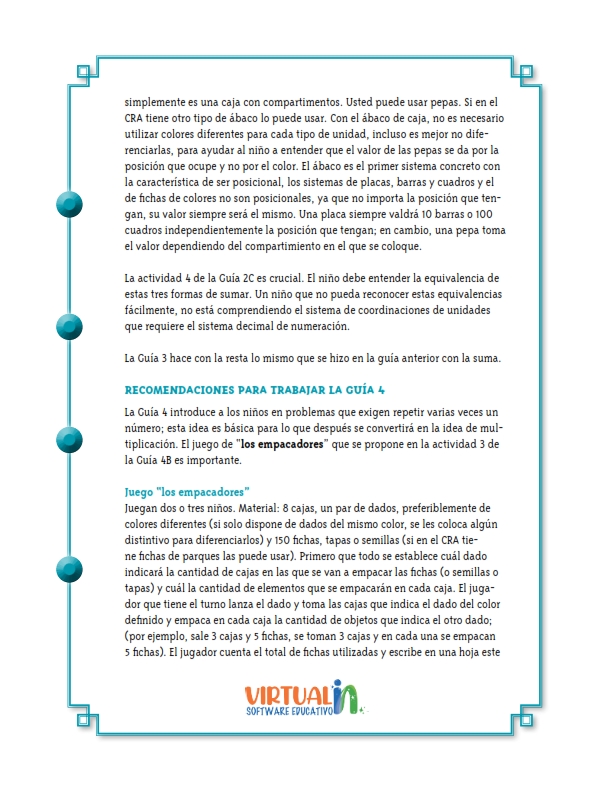 simplemente es una caja con compartimentos. Usted puede usar pepas. Si en el
CRA tiene otro tipo de ábaco lo puede usar. Con el ábaco de caja, no es necesario
utilizar colores diferentes para cada tipo de unidad, incluso es mejor no dife-
renciarlas, para ayudar al niño a entender que el valor de las pepas se da por la
posición que ocupe y no por el color. El ábaco es el primer sistema concreto con
la característica de ser posicional, los sistemas de placas, barras y cuadros y el
de fichas de colores no son posicionales, ya que no importa la posición que ten-
gan, su valor siempre será el mismo. Una placa siempre valdrá 10 barras o 100
cuadros independientemente la posición que tengan; en cambio, una pepa toma
el valor dependiendo del compartimiento en el que se coloque.
La actividad 4 de la Guía 2C es crucial. El niño debe entender la equivalencia de
estas tres formas de sumar. Un niño que no pueda reconocer estas equivalencias
fácilmente, no está comprendiendo el sistema de coordinaciones de unidades
que requiere el sistema decimal de numeración.
La Guía 3 hace con la resta lo mismo que se hizo en la guía anterior con la suma.
RECOMENDACIONES PARA TRABAJAR LA GUÍA 4
La Guía 4 introduce a los niños en problemas que exigen repetir varias veces un
número; esta idea es básica para lo que después se convertirá en la idea de mul-
tiplicación. El juego de “los empacadores” que se propone en la actividad 3 de
la Guía 4B es importante.
Juego “los empacadores”
Juegan dos o tres niños. Material: 8 cajas, un par de dados, preferiblemente de
colores diferentes (si solo dispone de dados del mismo color, se les coloca algún
distintivo para diferenciarlos) y 150 fichas, tapas o semillas (si en el CRA tie-
ne fichas de parques las puede usar). Primero que todo se establece cuál dado
indicará la cantidad de cajas en las que se van a empacar las fichas (o semillas o
tapas) y cuál la cantidad de elementos que se empacarán en cada caja. El juga-
dor que tiene el turno lanza el dado y toma las cajas que indica el dado del color
definido y empaca en cada caja la cantidad de objetos que indica el otro dado;
(por ejemplo, sale 3 cajas y 5 fichas, se toman 3 cajas y en cada una se empacan
5 fichas). El jugador cuenta el total de fichas utilizadas y escribe en una hoja este
VIRTUALIN
SOFTWARE EDUCATIVO